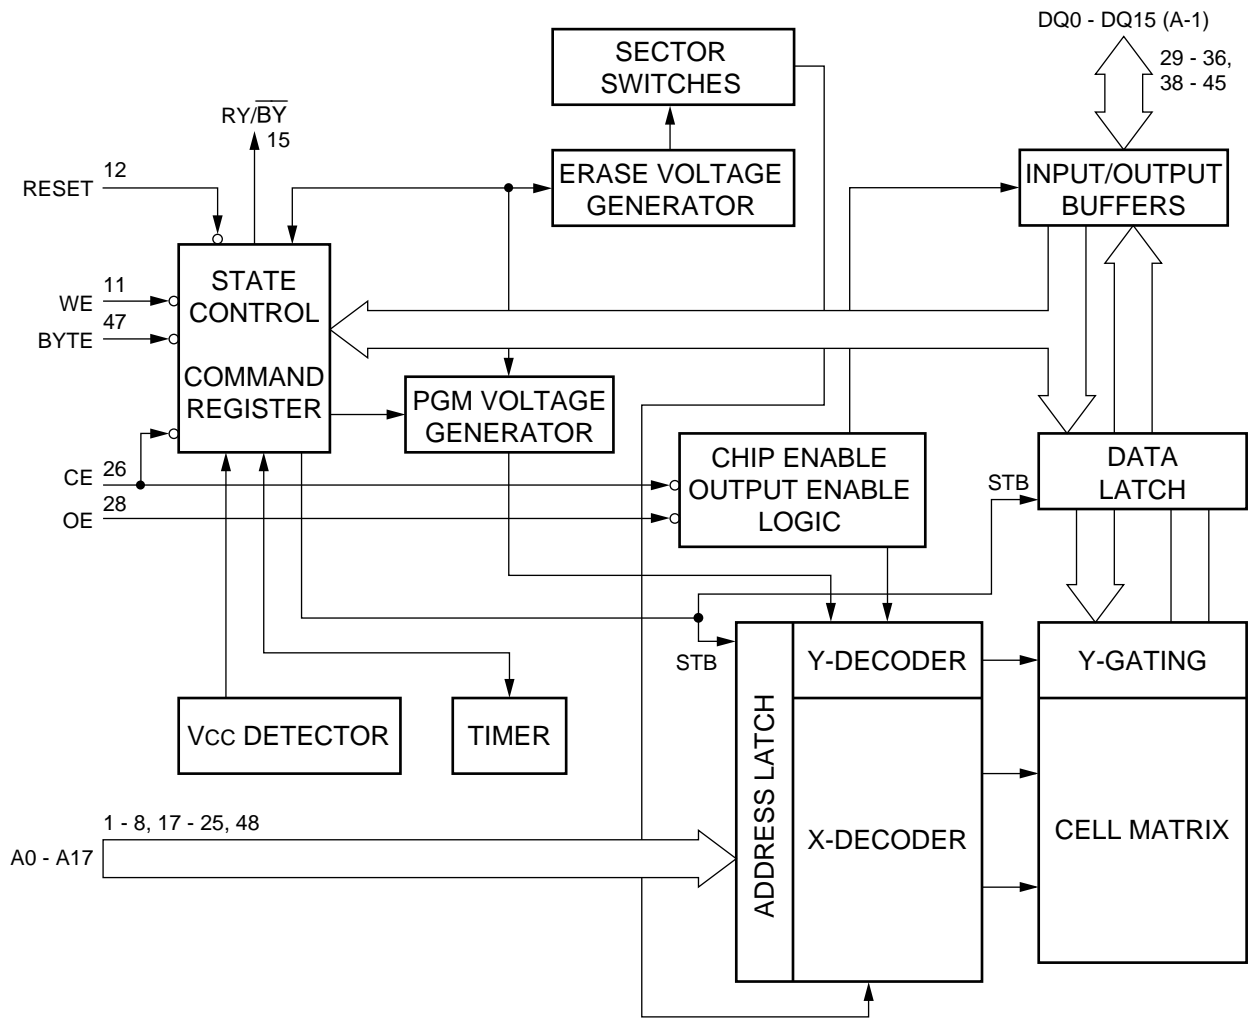 DQ0 - DQ15 (A-1)
29 - 36,
38 - 45
SECTOR
SWITCHES
RY/BY
15
RESET
12
ERASE VOLTAGE
GENERATOR
INPUT/OUTPUT
BUFFERS
STATE
CONTROL
COMMAND
REGISTER
WE
11
BYTE
47
PGM VOLTAGE
GENERATOR
CE
26
OE
28
CHIP ENABLE
OUTPUT ENABLE
LOGIC
STB
DATA
LATCH
STB
ADDRESS LATCH
Y-DECODER
Y-GATING
VCC DETECTOR
TIMER
1 - 8, 17 - 25, 48
A0 - A17
X-DECODER
CELL MATRIX